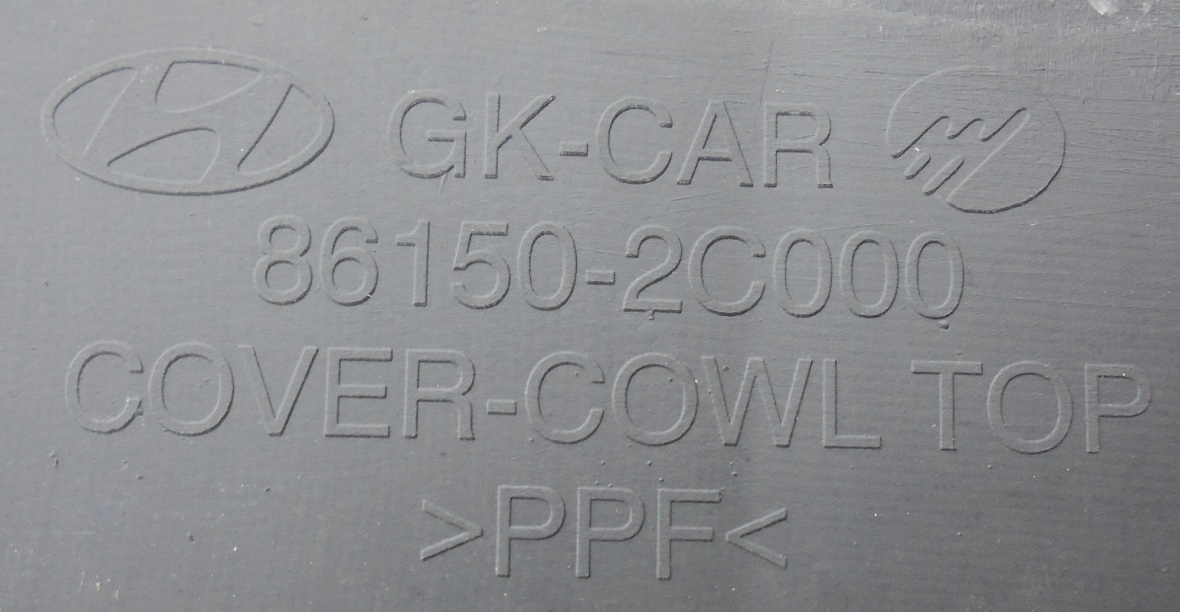 GK-CAR
86150-2C000
COVER-COWL TOP
>PPF<